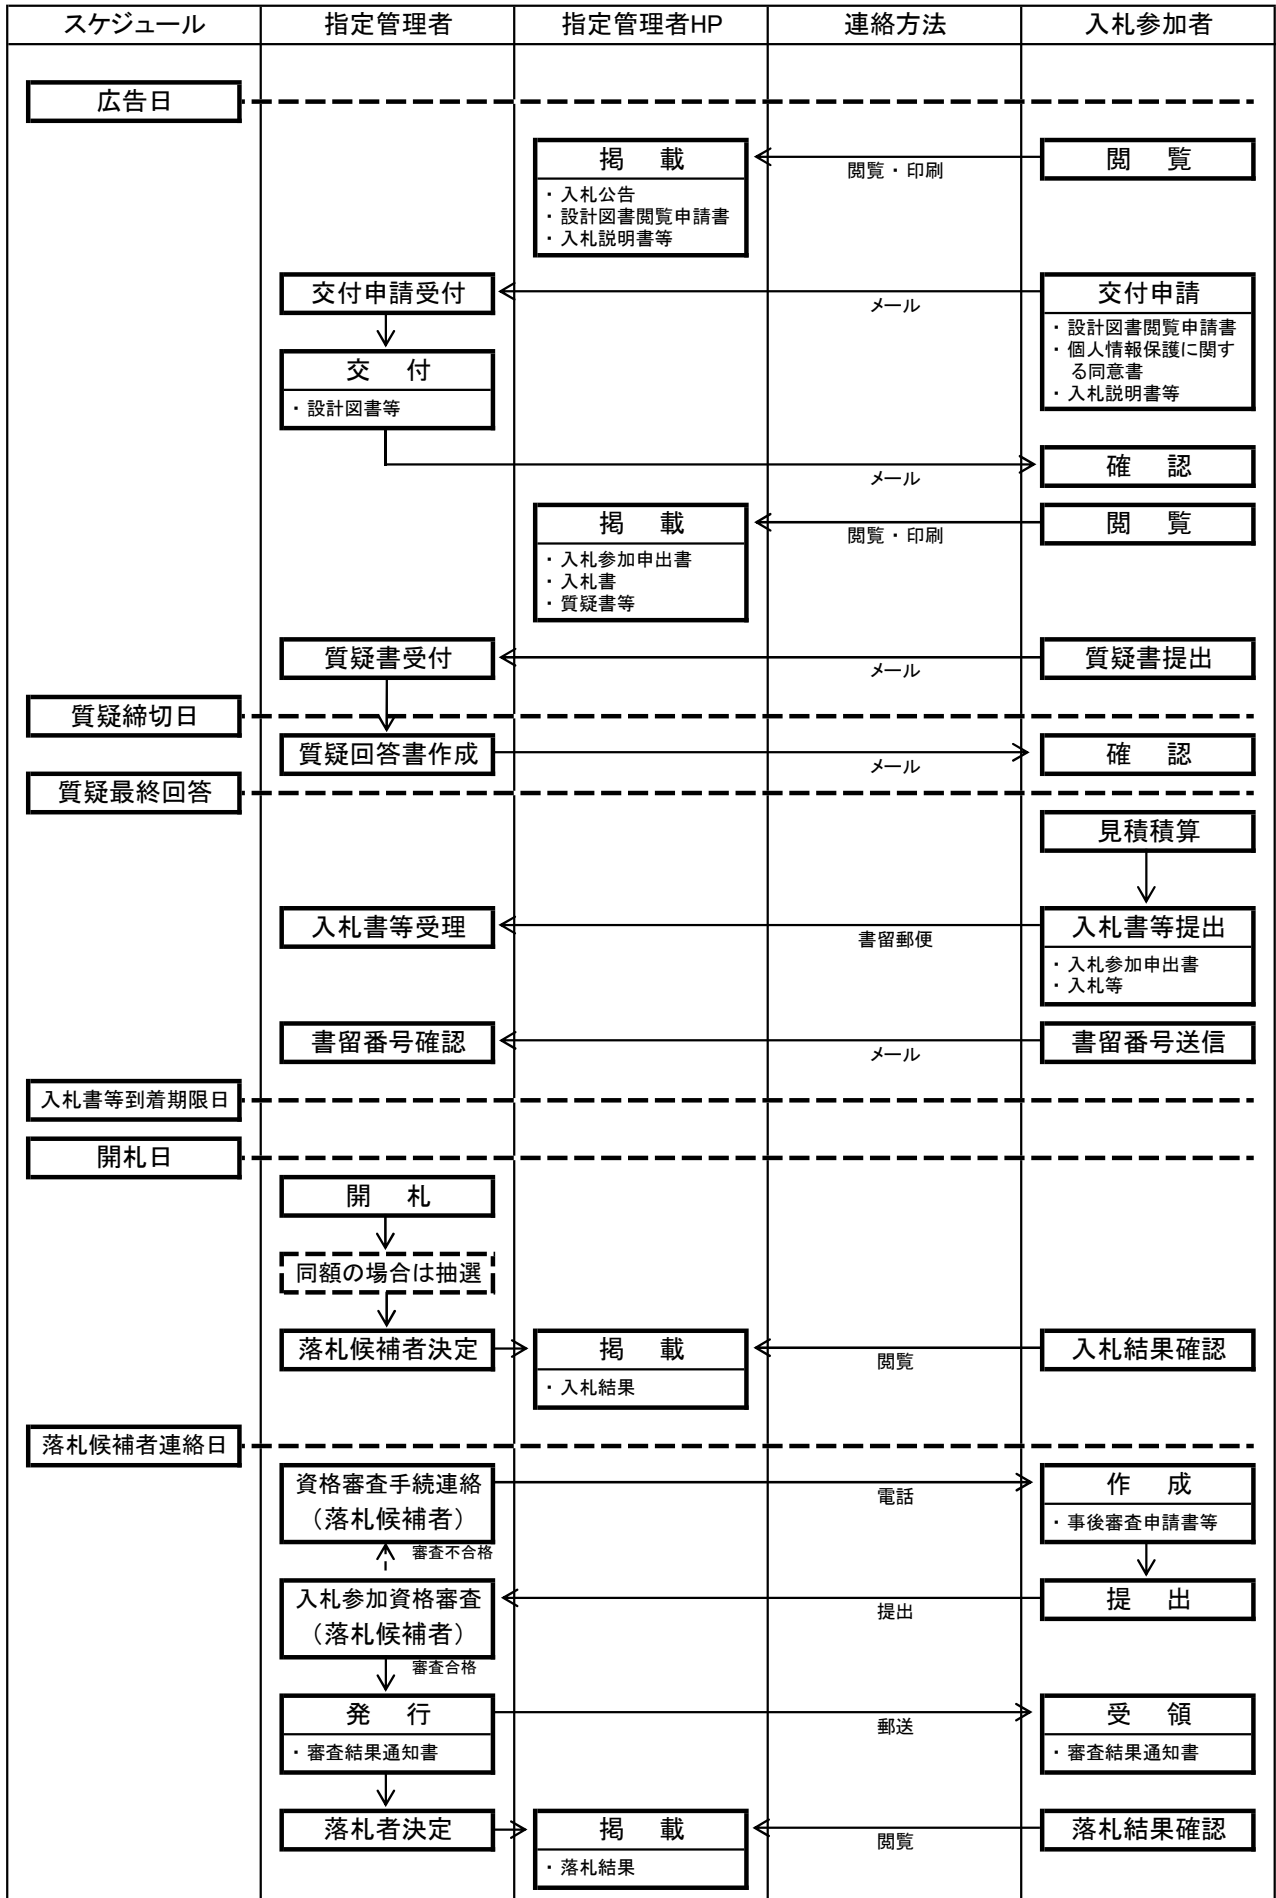 スケジュール
指定管理者
指定管理者HP
連絡方法
入札参加者
広告日
掲　載
閲覧・印刷
閲　覧
・入札公告
・設計図書閲覧申請書
・入札説明書等
交付申請受付
メール
交付申請
・設計図書閲覧申請書
・個人情報保護に関す
る同意書
・入札説明書等
交　付
・設計図書等
メール
確　認
掲　載
閲覧・印刷
閲　覧
・入札参加申出書
・入札書
・質疑書等
質疑書受付
メール
質疑書提出
質疑締切日
質疑回答書作成
メール
確　認
質疑最終回答
見積積算
入札書等受理
書留郵便
入札書等提出
・入札参加申出書
・入札等
書留番号確認
メール
書留番号送信
入札書等到着期限日
開札日
開　札
同額の場合は抽選
落札候補者決定
掲　載
閲覧
入札結果確認
・入札結果
落札候補者連絡日
資格審査手続連絡
（落札候補者）
電話
作　成
・事後審査申請書等
審査不合格
入札参加資格審査
（落札候補者）
提出
提　出
審査合格
発　行
郵送
受　領
・審査結果通知書
・審査結果通知書
落札者決定
掲　載
閲覧
落札結果確認
・落札結果